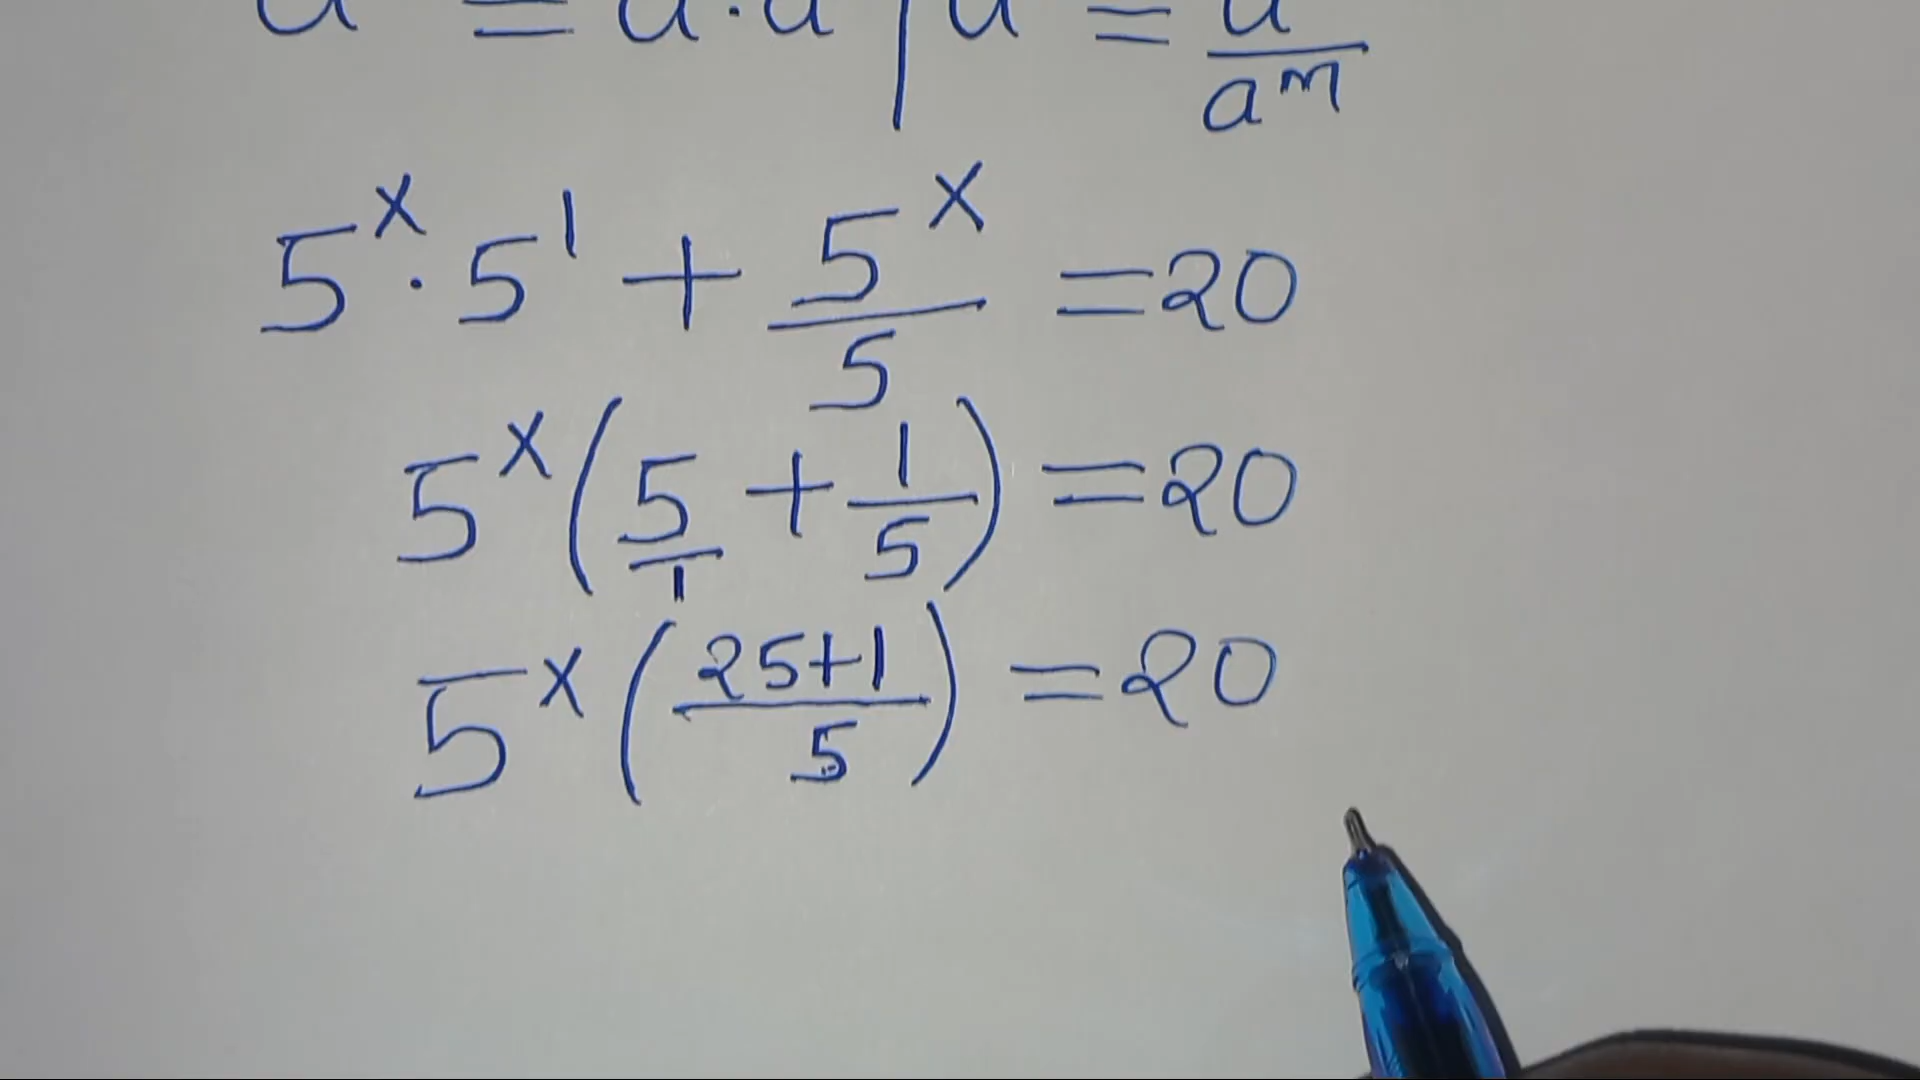 a = a · a | a = a / a^m
5^x · 5^1 + 5^x / 5 = 20
5^x (5/1 + 1/5) = 20
5^x ((25+1)/5) = 20